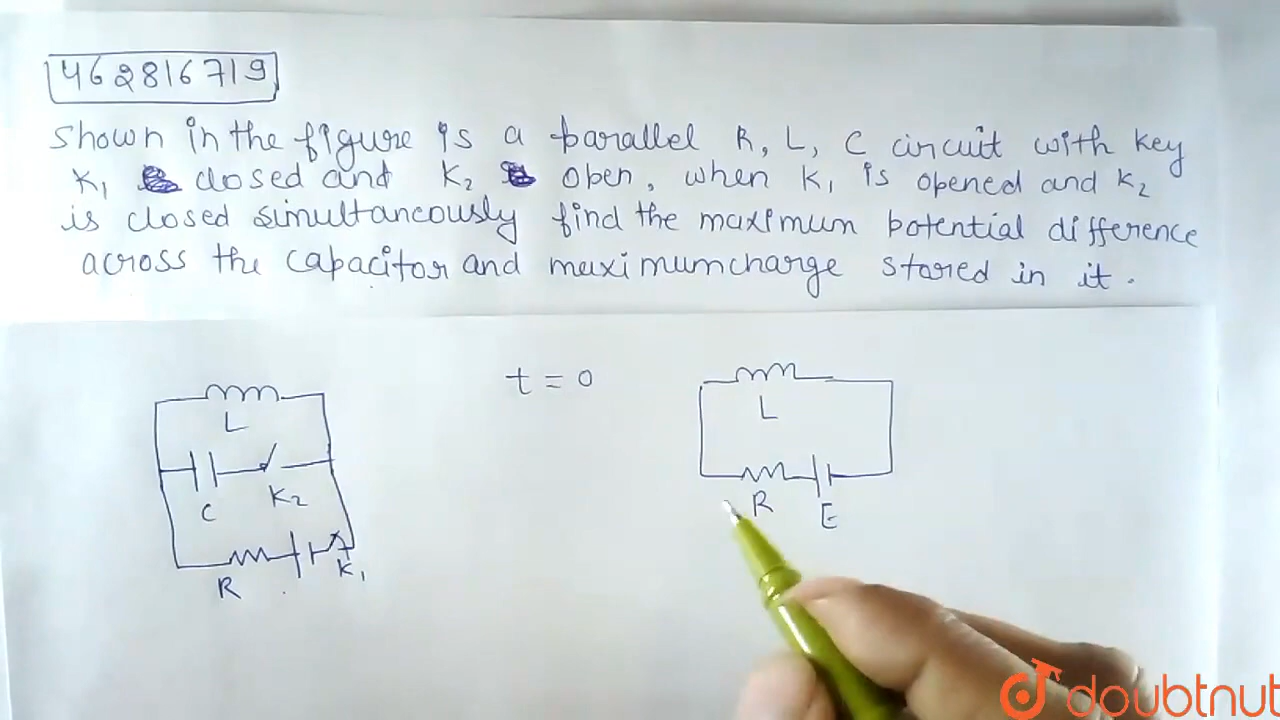 462816719
Shown in the figure is a parallel R, L, C circuit with key
K₁ closed and K₂ open, when K₁ is opened and K₂
is closed simultaneously find the maximum potential difference
across the capacitor and maximum charge stored in it.
t = 0
L
L
C
K₂
R
E
R
K₁
doubtnut